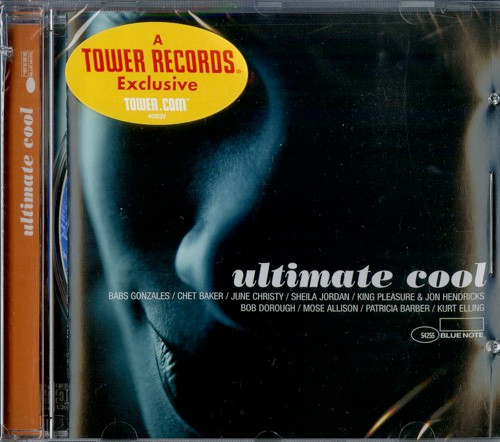 A
TOWER RECORDS®
Exclusive
TOWER.COM™
ultimate cool
ultimate cool
BABS GONZALES / CHET BAKER / JUNE CHRISTY / SHEILA JORDAN / KING PLEASURE & JON HENDRICKS
BOB DOROUGH / MOSE ALLISON / PATRICIA BARBER / KURT ELLING
54255 BLUE NOTE